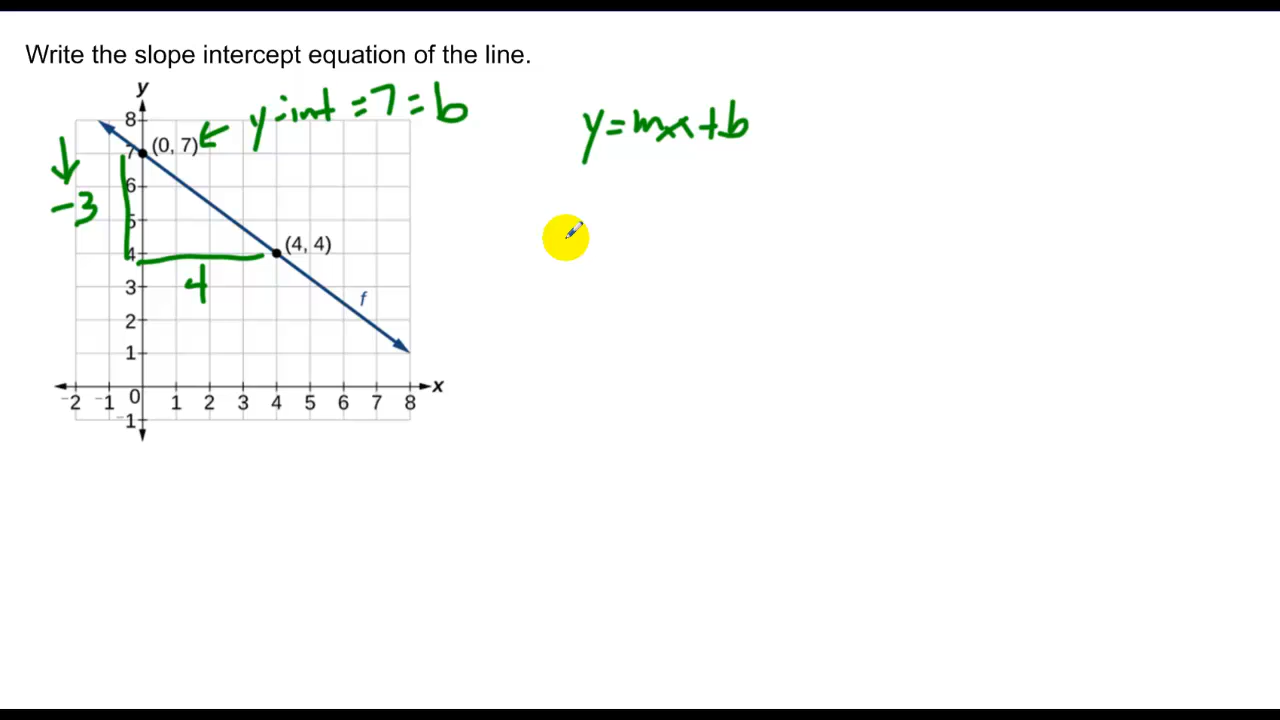 Write the slope intercept equation of the line.
y
y-int = 7 = b
y=mx+b
8
(0, 7)
7
6
-3
5
(4, 4)
4
4
3
f
2
1
x
-2 -1 0 1 2 3 4 5 6 7 8
-1